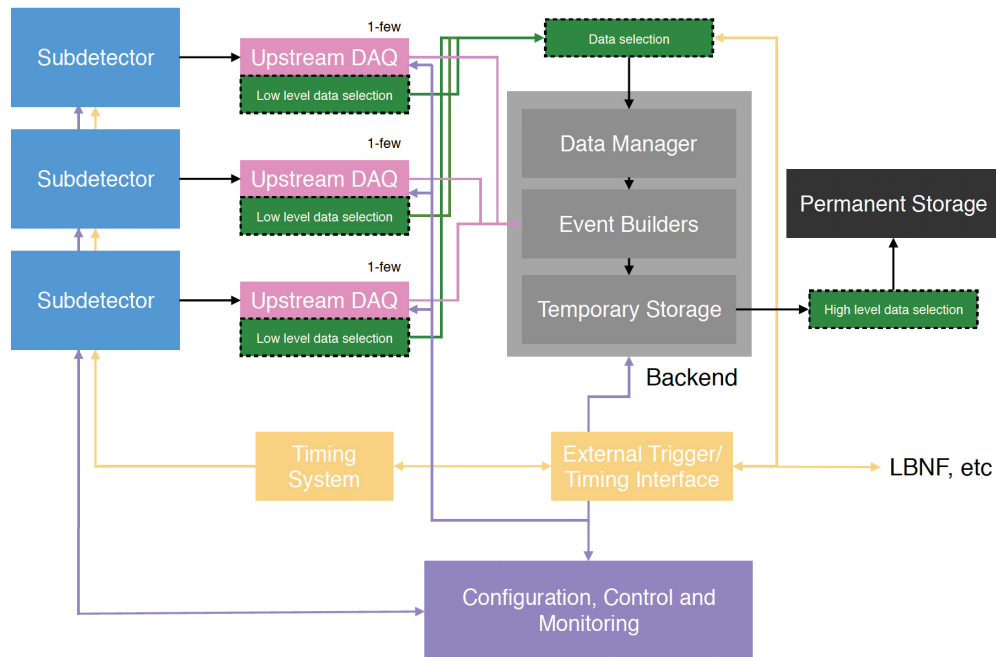 1-few
Subdetector
Upstream DAQ
Low level data selection
Data selection
1-few
Subdetector
Upstream DAQ
Low level data selection
1-few
Subdetector
Upstream DAQ
Low level data selection
Data Manager
Event Builders
Temporary Storage
Backend
Permanent Storage
High level data selection
Timing
System
External Trigger/
Timing Interface
LBNF, etc
Configuration, Control and
Monitoring